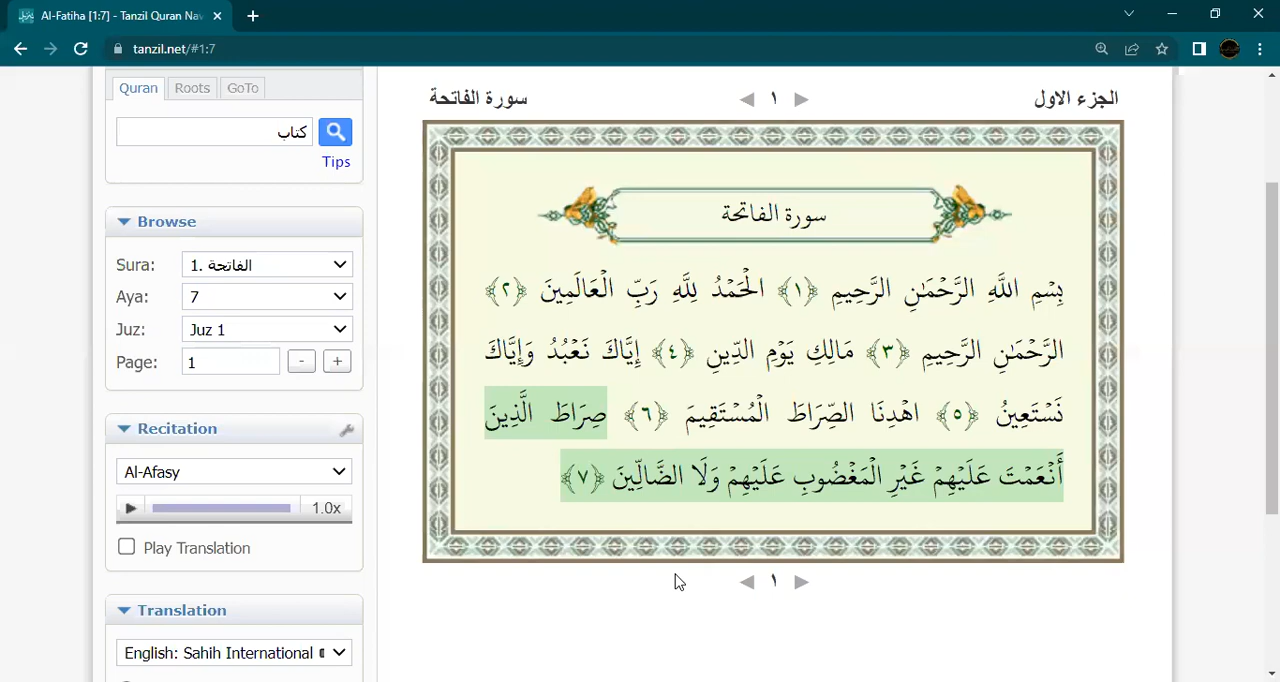 Al-Fatiha [1:7] - Tanzil Quran Nav
tanzil.net/#1:7
Quran Roots GoTo
كتاب
Tips
Browse
Sura: 1. الفاتحة
Aya: 7
Juz: Juz 1
Page: 1 - +
Recitation
Al-Afasy
1.0x
Play Translation
Translation
English: Sahih International
الجزء الاول ١ سورة الفاتحة
سورة الفاتحة
بِسْمِ اللَّهِ الرَّحْمَٰنِ الرَّحِيمِ ﴿١﴾ الْحَمْدُ لِلَّهِ رَبِّ الْعَالَمِينَ ﴿٢﴾
الرَّحْمَٰنِ الرَّحِيمِ ﴿٣﴾ مَالِكِ يَوْمِ الدِّينِ ﴿٤﴾ إِيَّاكَ نَعْبُدُ وَإِيَّاكَ
نَسْتَعِينُ ﴿٥﴾ اهْدِنَا الصِّرَاطَ الْمُسْتَقِيمَ ﴿٦﴾ صِرَاطَ الَّذِينَ
أَنْعَمْتَ عَلَيْهِمْ غَيْرِ الْمَغْضُوبِ عَلَيْهِمْ وَلَا الضَّالِّينَ ﴿٧﴾
١